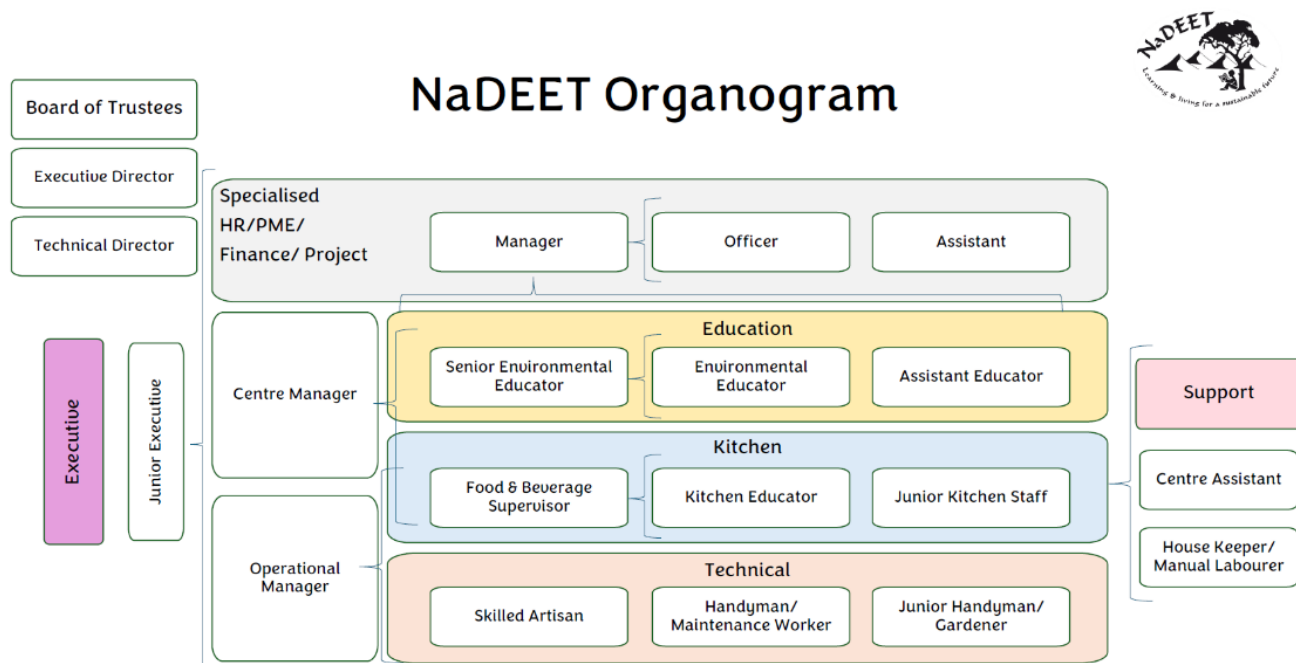 NaDEET
Learning & living for a sustainable future
NaDEET Organogram
Board of Trustees
Executive Director
Technical Director
Executive
Junior Executive
Specialised
HR/PME/
Finance/ Project
Manager
Officer
Assistant
Centre Manager
Operational
Manager
Education
Senior Environmental
Educator
Environmental
Educator
Assistant Educator
Kitchen
Food & Beverage
Supervisor
Kitchen Educator
Junior Kitchen Staff
Technical
Skilled Artisan
Handyman/
Maintenance Worker
Junior Handyman/
Gardener
Support
Centre Assistant
House Keeper/
Manual Labourer